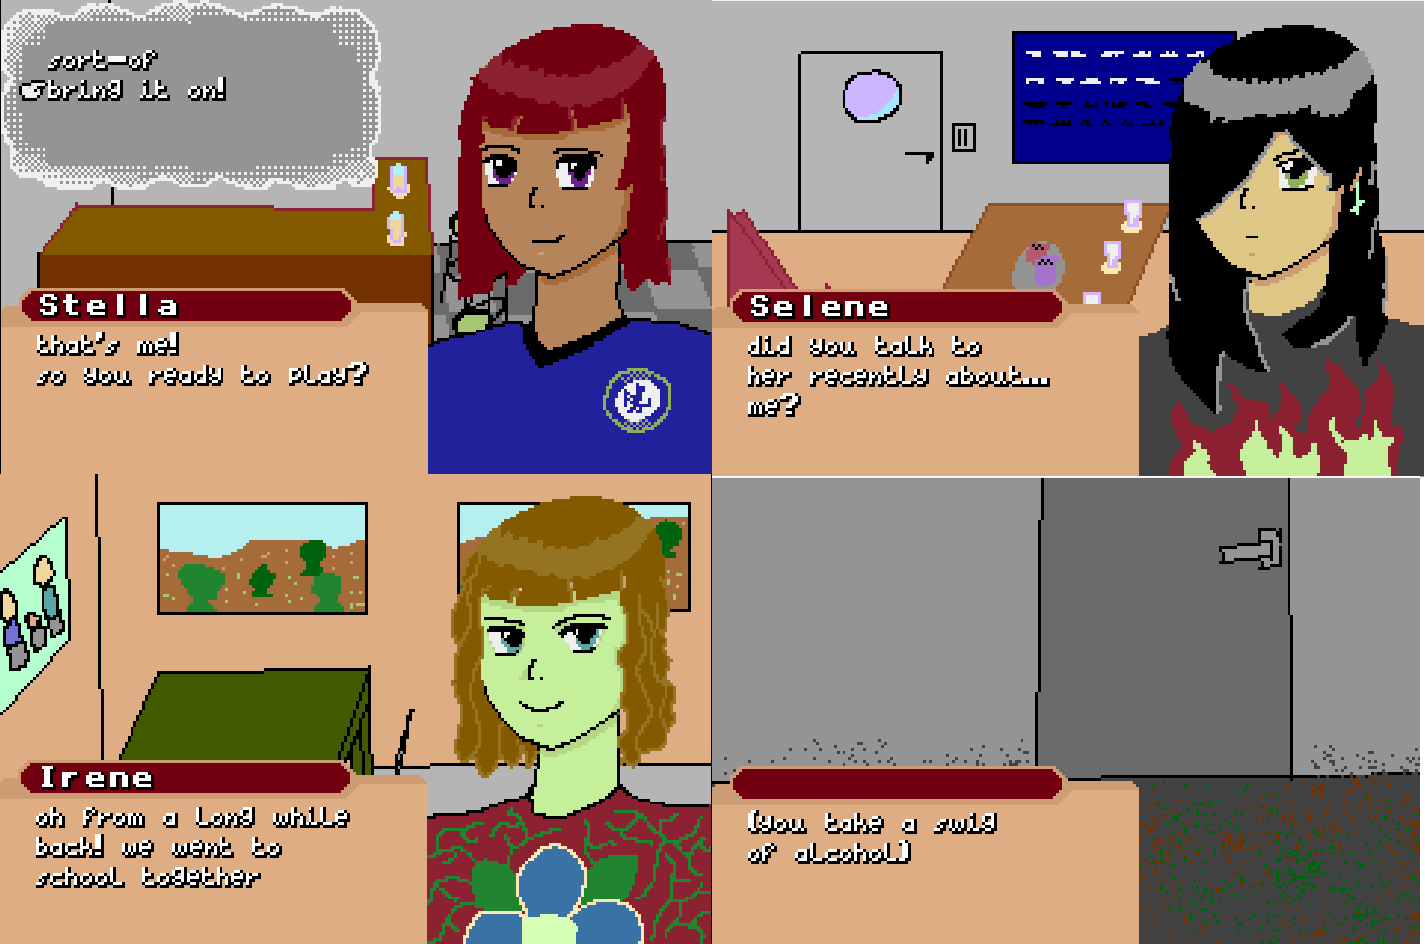 sort-of
bring it on!
Stella
that's me!
so you ready to play?
Selene
did you talk to
her recently about...
me?
Irene
oh from a long while
back! we went to
school together
(you take a swig
of alcohol)